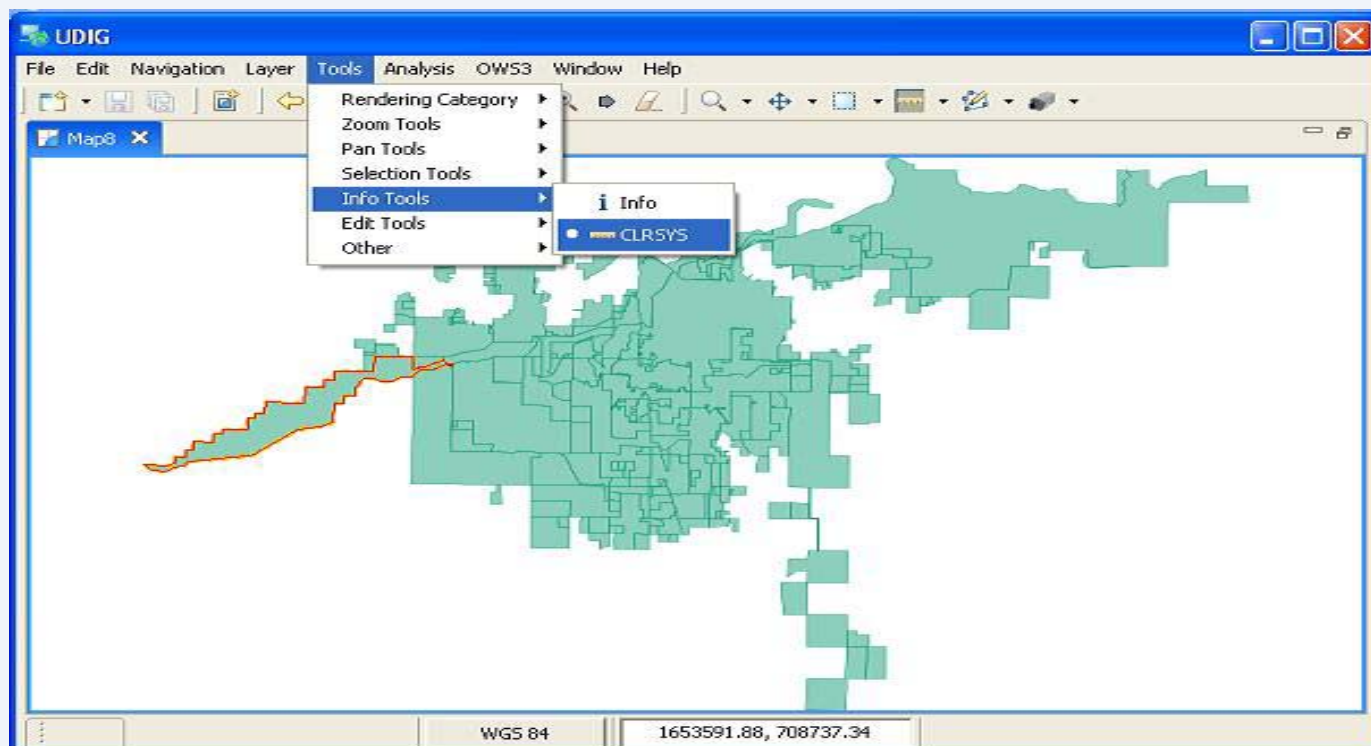 UDIG
File Edit Navigation Layer Tools Analysis OWS3 Window Help
Map8
Rendering Category
Zoom Tools
Pan Tools
Selection Tools
Info Tools
Edit Tools
Other
i Info
CLRSYS
WGS 84
1653591.88, 708737.34